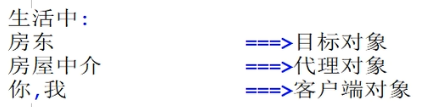 生活中:
房东 ===>目标对象
房屋中介 ===>代理对象
你,我 ===>客户端对象